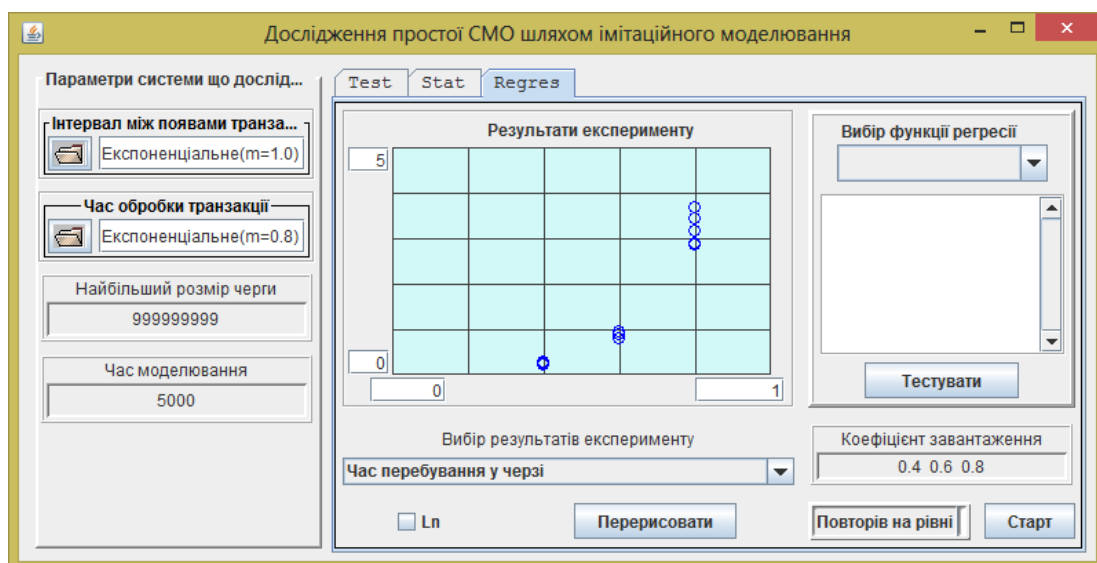 Дослідження простої СМО шляхом імітаційного моделювання
Параметри системи що дослід...
Інтервал між появами транза...
Експоненціальне(m=1.0)
Час обробки транзакції
Експоненціальне(m=0.8)
Найбільший розмір черги
999999999
Час моделювання
5000
Test Stat Regres
Результати експерименту
5
0
0 1
Вибір функції регресії
Тестувати
Вибір результатів експерименту
Час перебування у черзі
Коефіцієнт завантаження
0.4 0.6 0.8
Ln
Перерисовати
Повторів на рівні
Старт